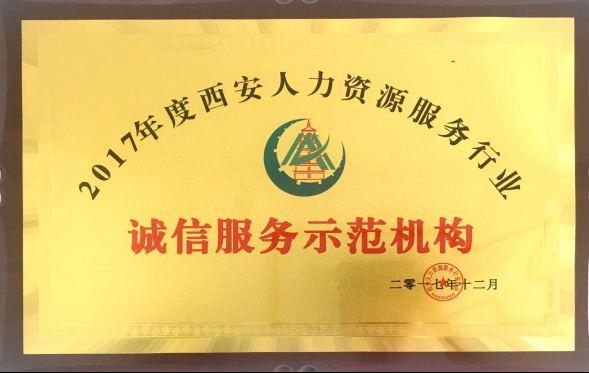 2017年度西安人力资源服务行业
诚信服务示范机构
二零一七年十二月